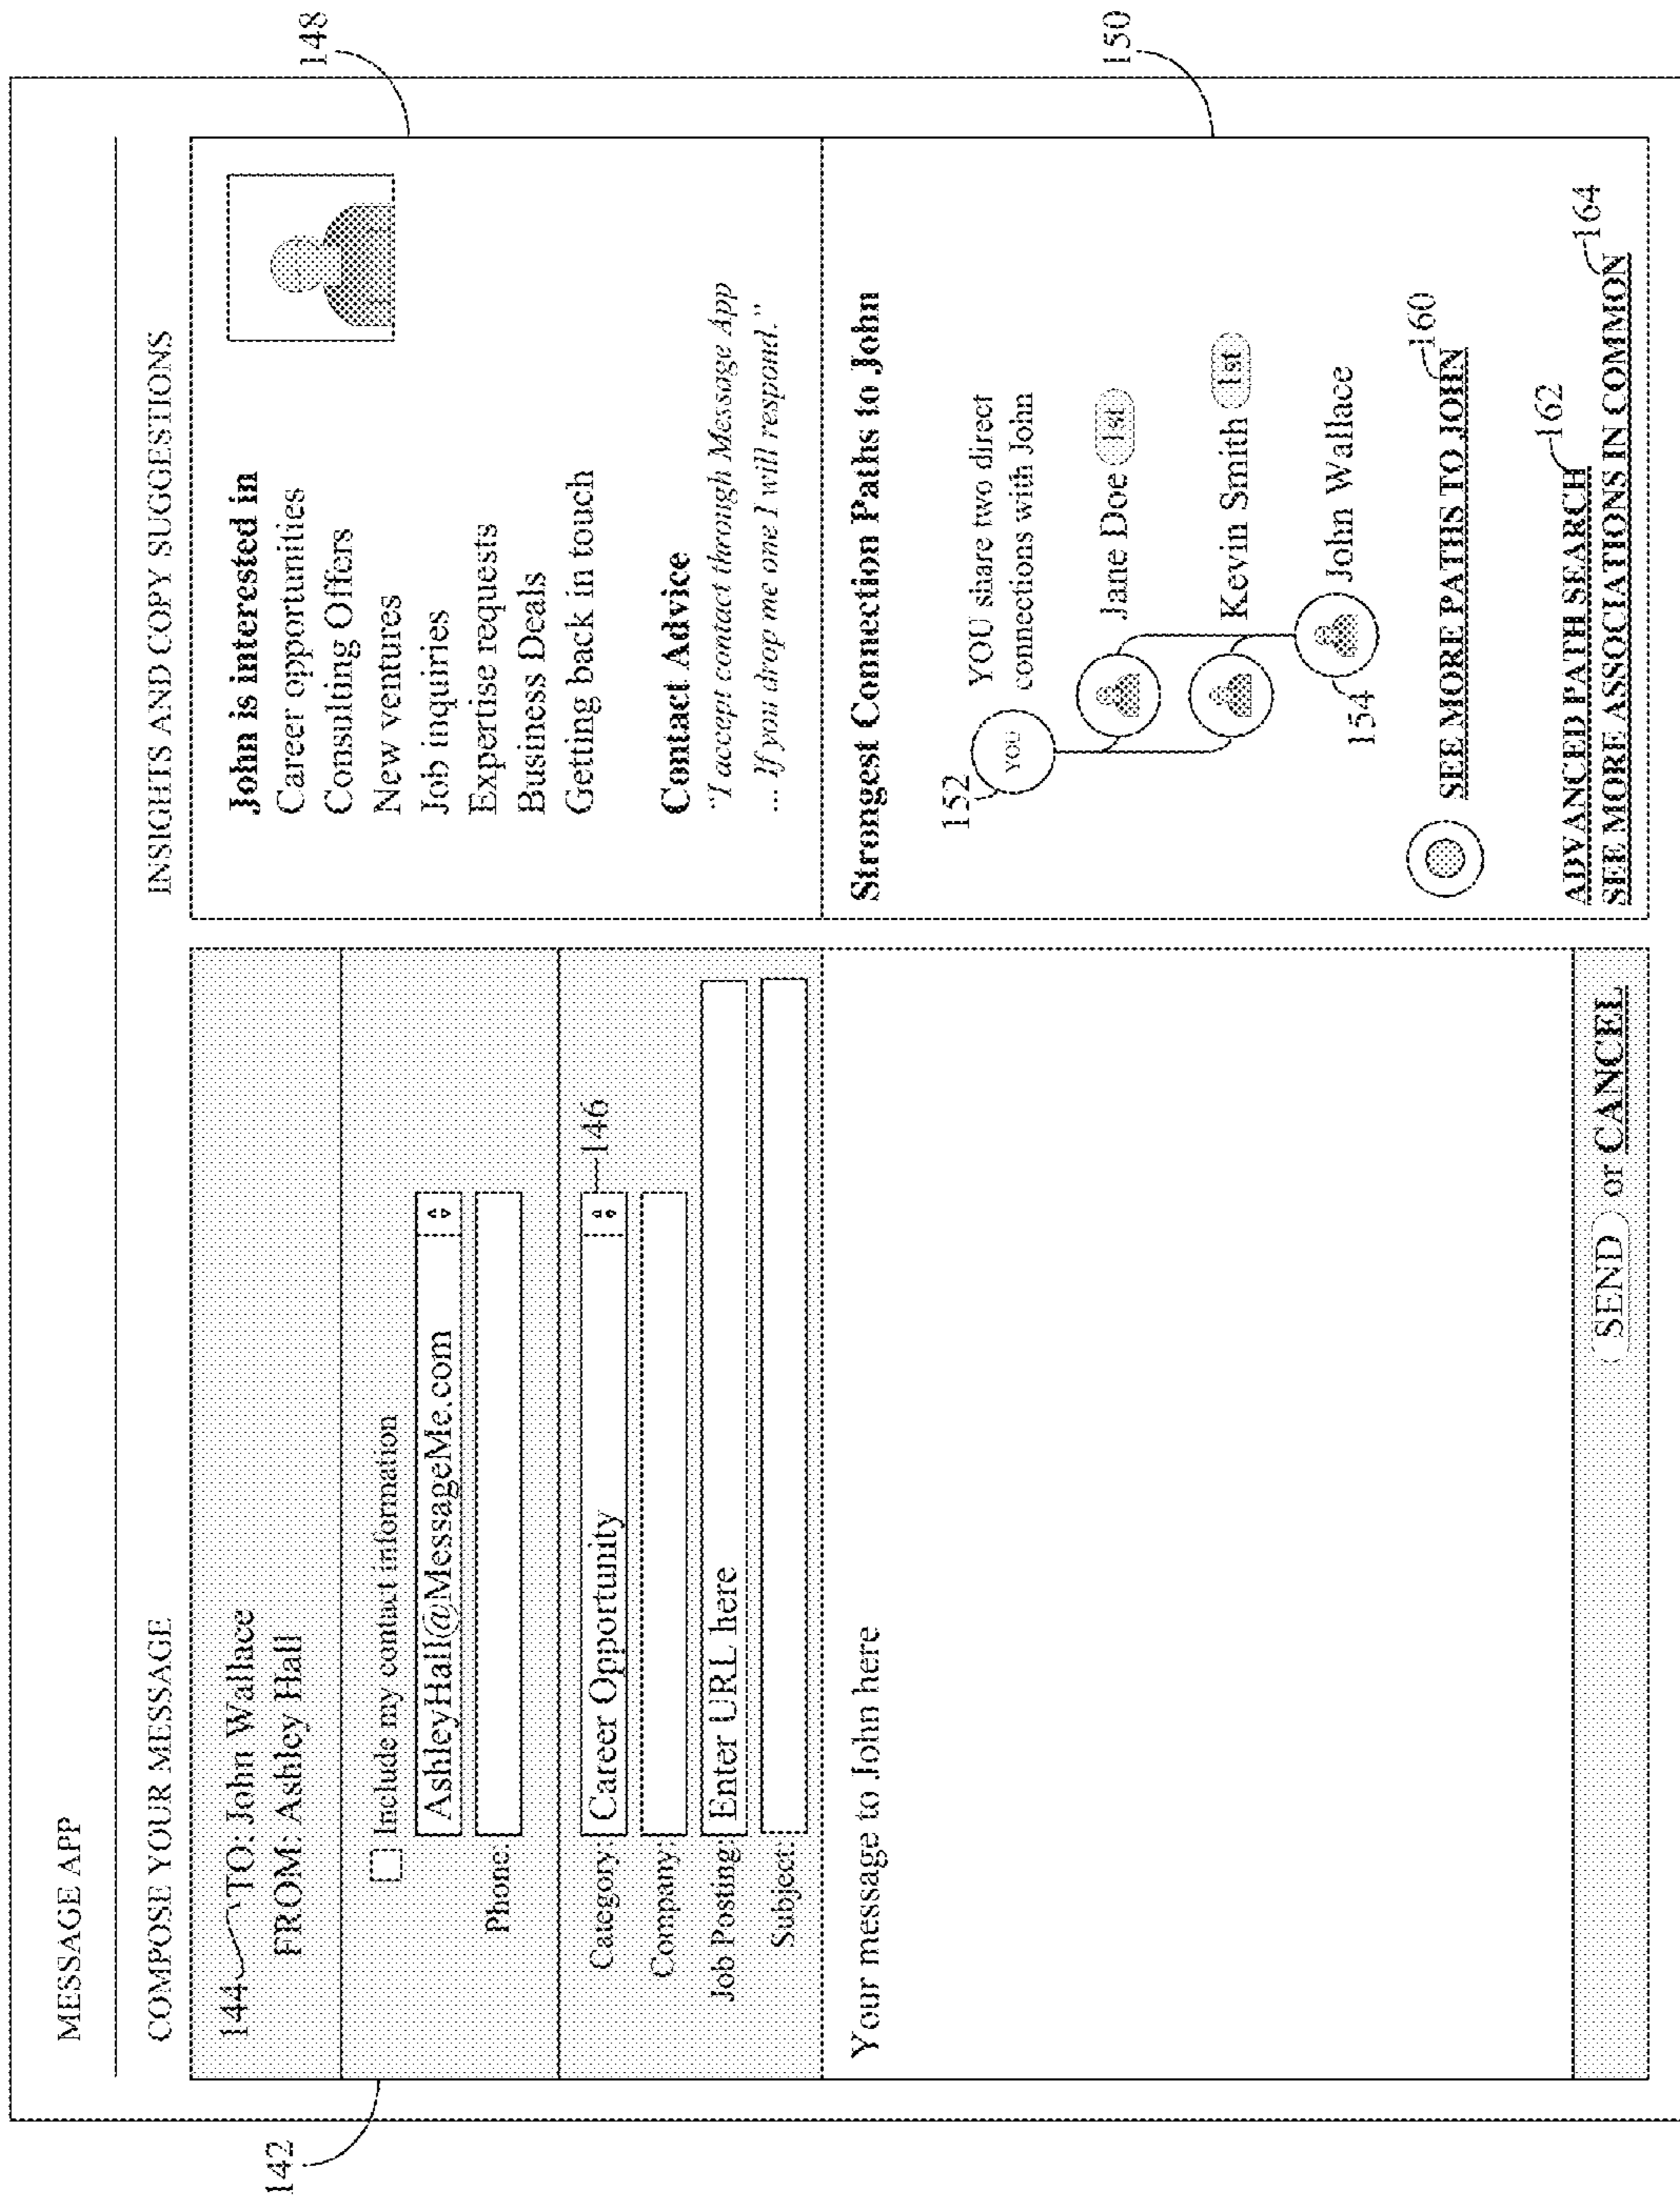 MESSAGE APP
COMPOSE YOUR MESSAGE
142
144 TO: John Wallace
FROM: Ashley Hall
Include my contact information
AshleyHall@MessageMe.com
Phone:
Category: Career Opportunity
146
Company:
Job Posting: Enter URL here
Subject:
Your message to John here
SEND or CANCEL
INSIGHTS AND COPY SUGGESTIONS
148
John is interested in
Career opportunities
Consulting Offers
New ventures
Job inquiries
Expertise requests
Business Deals
Getting back in touch
Contact Advice
"I accept contact through Message App
... If you drop me one I will respond."
150
Strongest Connection Paths to John
152
YOU
YOU share two direct
connections with John
Jane Doe 1st
Kevin Smith 1st
154
John Wallace
160
SEE MORE PATHS TO JOHN
162
ADVANCED PATH SEARCH
164
SEE MORE ASSOCIATIONS IN COMMON